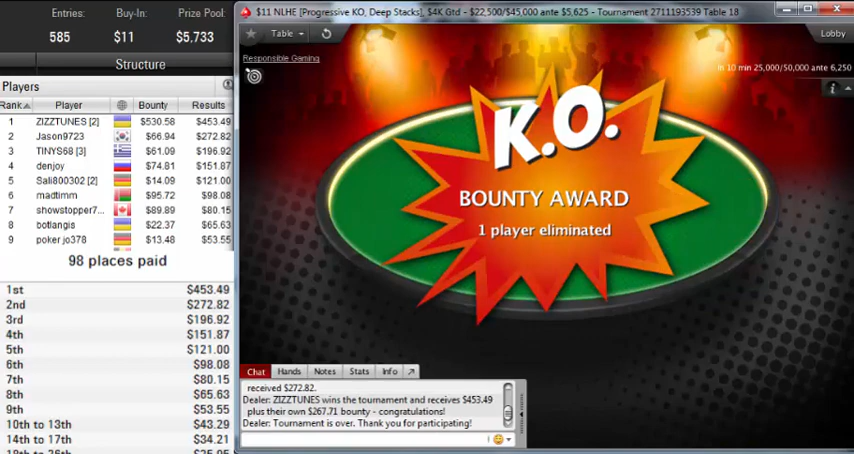 Entries: Buy-In: Prize Pool:
585 $11 $5,733
Structure
Players
Rank Player Bounty Results
1 ZIZZTUNES [2] $530.58 $453.49
2 Jason9723 $66.94 $272.82
3 TINYS68 [3] $61.09 $196.92
4 denjoy $74.81 $151.87
5 Sali800302 [2] $14.09 $121.00
6 madtimm $95.72 $98.08
7 showstopper7... $89.89 $80.15
8 botlangis $22.37 $65.63
9 poker jo378 $13.48 $53.55
98 places paid
1st $453.49
2nd $272.82
3rd $196.92
4th $151.87
5th $121.00
6th $98.08
7th $80.15
8th $65.63
9th $53.55
10th to 13th $43.29
14th to 17th $34.21
$11 NLHE [Progressive KO, Deep Stacks], $4K Gtd - $22,500/$45,000 ante $5,625 - Tournament 2711193539 Table 18
Table
Lobby
Responsible Gaming
in 10 min 25,000/50,000 ante 6,250
K.O.
BOUNTY AWARD
1 player eliminated
Chat Hands Notes Stats Info
received $272.82.
Dealer: ZIZZTUNES wins the tournament and receives $453.49
plus their own $267.71 bounty - congratulations!
Dealer: Tournament is over. Thank you for participating!